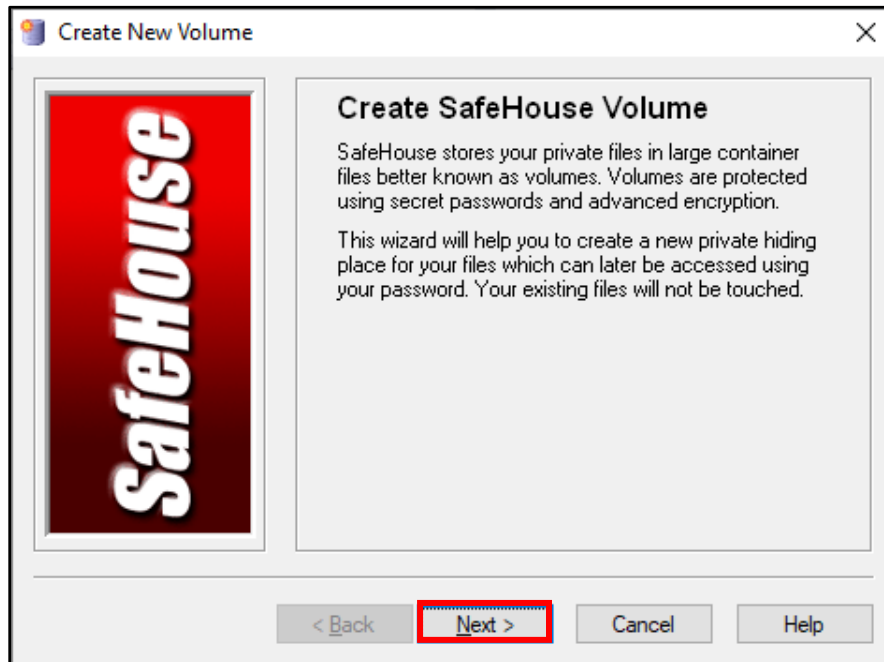 Create New Volume
SafeHouse
Create SafeHouse Volume
SafeHouse stores your private files in large container
files better known as volumes. Volumes are protected
using secret passwords and advanced encryption.
This wizard will help you to create a new private hiding
place for your files which can later be accessed using
your password. Your existing files will not be touched.
< Back
Next >
Cancel
Help